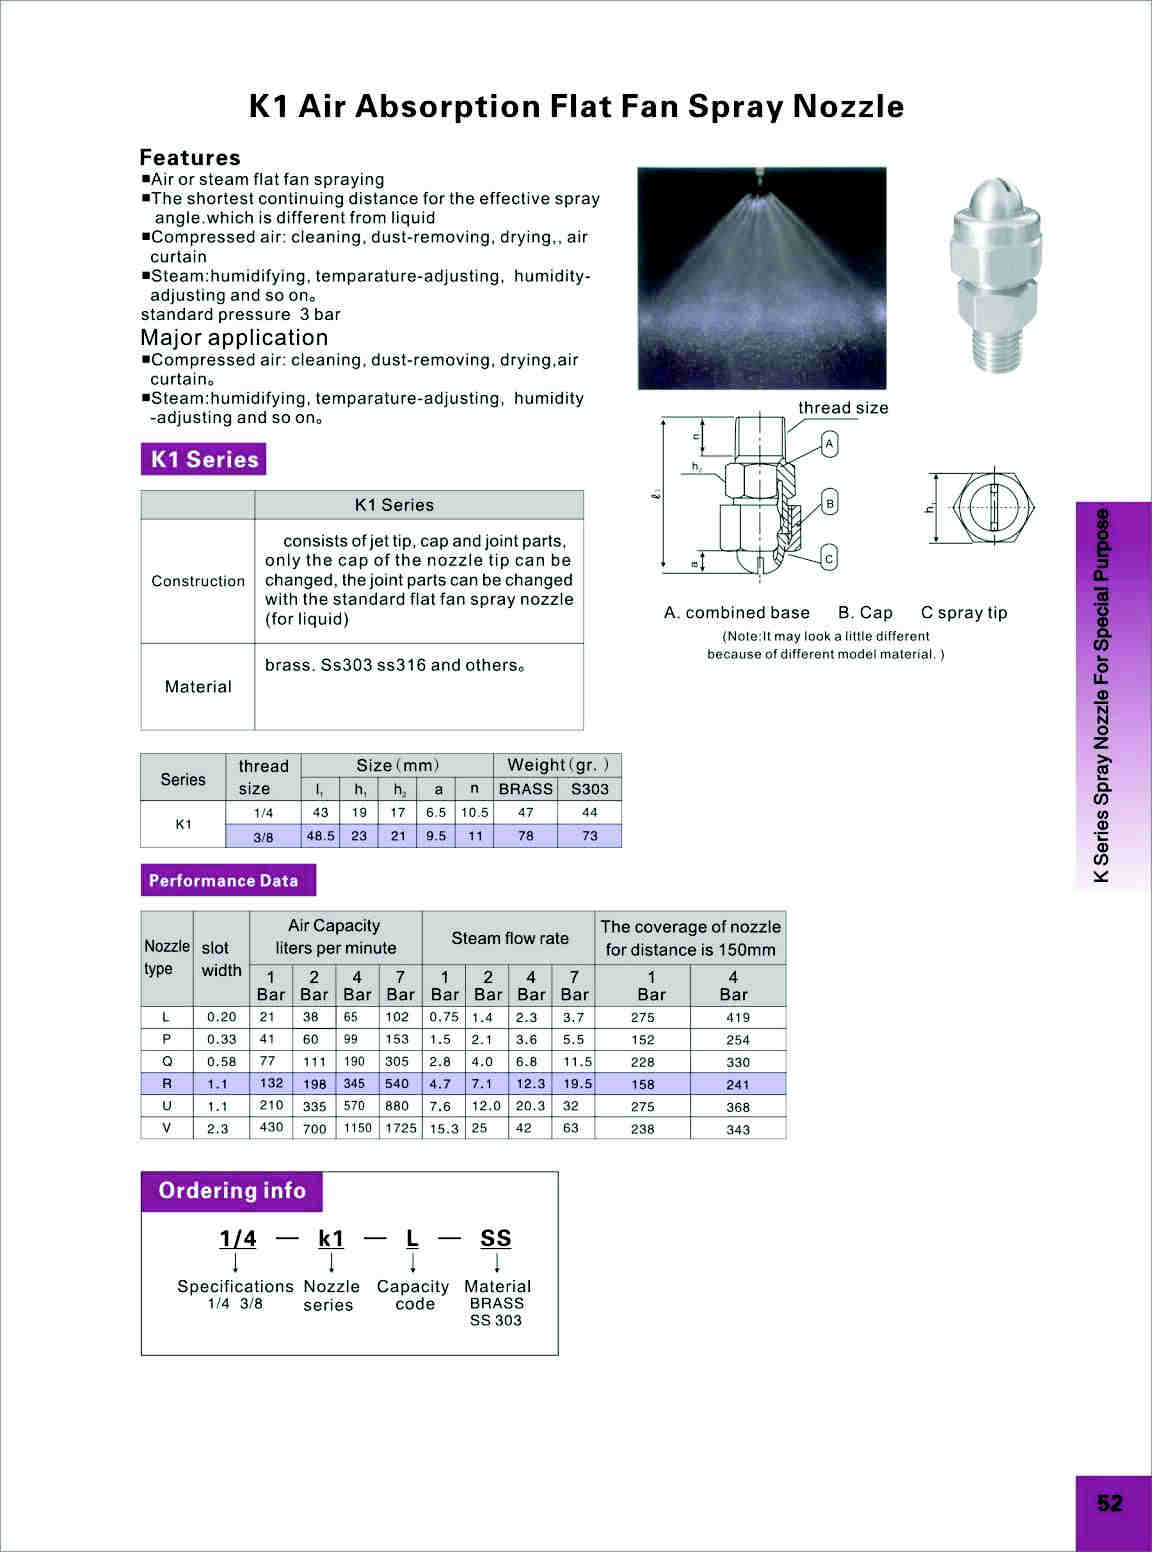 K1 Air Absorption Flat Fan Spray Nozzle
Features
■Air or steam flat fan spraying
■The shortest continuing distance for the effective spray
angle.which is different from liquid
■Compressed air: cleaning, dust-removing, drying,, air
curtain
■Steam:humidifying, temparature-adjusting, humidity-
adjusting and so on。
standard pressure 3 bar
Major application
■Compressed air: cleaning, dust-removing, drying,air
curtain。
■Steam:humidifying, temparature-adjusting, humidity
-adjusting and so on。
thread size
n
A
h₂
ℓ₁
B
h₁
a
C
A. combined base B. Cap C spray tip
(Note:It may look a little different
because of different model material. )
K1 Series
K1 Series
Construction
consists of jet tip, cap and joint parts,
only the cap of the nozzle tip can be
changed, the joint parts can be changed
with the standard flat fan spray nozzle
(for liquid)
Material
brass. Ss303 ss316 and others。
Series thread size Size(mm) Weight(gr. )
l₁ h₁ h₂ a n BRASS S303
K1 1/4 43 19 17 6.5 10.5 47 44
3/8 48.5 23 21 9.5 11 78 73
Performance Data
Nozzle type slot width Air Capacity liters per minute Steam flow rate The coverage of nozzle for distance is 150mm
1 Bar 2 Bar 4 Bar 7 Bar 1 Bar 2 Bar 4 Bar 7 Bar 1 Bar 4 Bar
L 0.20 21 38 65 102 0.75 1.4 2.3 3.7 275 419
P 0.33 41 60 99 153 1.5 2.1 3.6 5.5 152 254
Q 0.58 77 111 190 305 2.8 4.0 6.8 11.5 228 330
R 1.1 132 198 345 540 4.7 7.1 12.3 19.5 158 241
U 1.1 210 335 570 880 7.6 12.0 20.3 32 275 368
V 2.3 430 700 1150 1725 15.3 25 42 63 238 343
Ordering info
1/4 — k1 — L — SS
Specifications Nozzle Capacity Material
1/4 3/8 series code BRASS
SS 303
K Series Spray Nozzle For Special Purpose
52